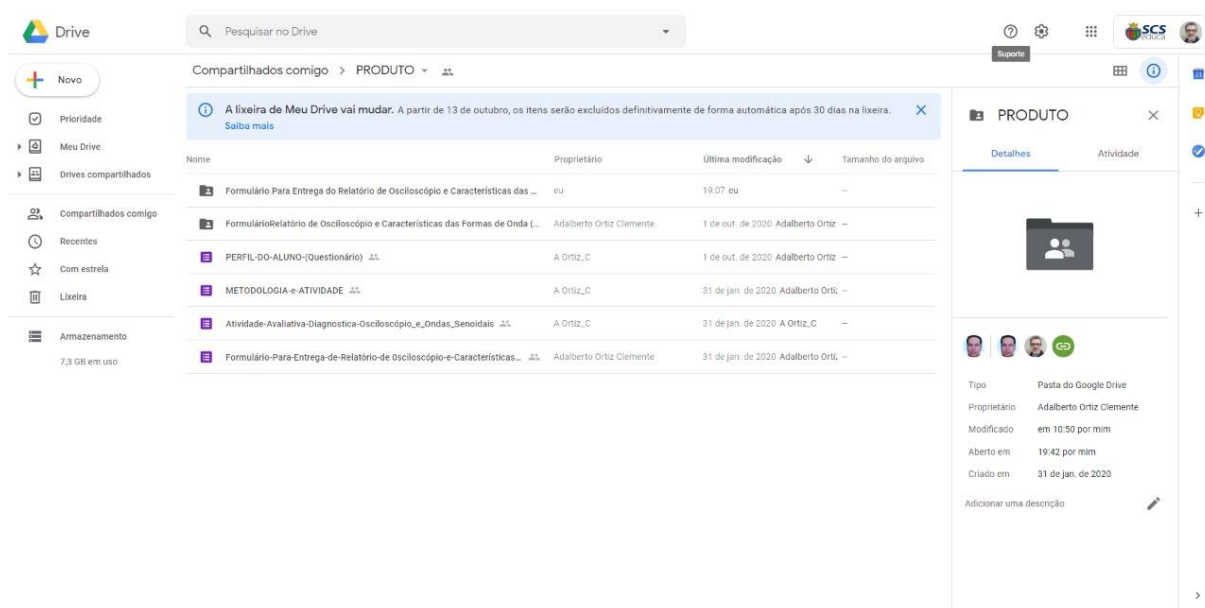 Drive
Pesquisar no Drive
Suporte
SCS
educa
Novo
Compartilhados comigo > PRODUTO
A lixeira de Meu Drive vai mudar. A partir de 13 de outubro, os itens serão excluídos definitivamente de forma automática após 30 dias na lixeira.
Saiba mais
Prioridade
Meu Drive
Drives compartilhados
Compartilhados comigo
Recentes
Com estrela
Lixeira
Armazenamento
7,3 GB em uso
Nome Proprietário Última modificação Tamanho do arquivo
Formulário Para Entrega do Relatório de Osciloscópio e Características das ... eu 19:07 eu —
FormulárioRelatório de Osciloscópio e Características das Formas de Onda (... Adalberto Ortiz Clemente 1 de out. de 2020 Adalberto Ortiz —
PERFIL-DO-ALUNO-(Questionário) A Ortiz_C 1 de out. de 2020 Adalberto Ortiz —
METODOLOGIA-e-ATIVIDADE A Ortiz_C 31 de jan. de 2020 Adalberto Orti: —
Atividade-Avaliativa-Diagnostica-Osciloscópio_e_Ondas_Senoidais A Ortiz_C 31 de jan. de 2020 A Ortiz_C —
Formulário-Para-Entrega-de-Relatório-de Osciloscópio-e-Características... Adalberto Ortiz Clemente 31 de jan. de 2020 Adalberto Orti: —
PRODUTO
Detalhes Atividade
Tipo Pasta do Google Drive
Proprietário Adalberto Ortiz Clemente
Modificado em 10:50 por mim
Aberto em 19:42 por mim
Criado em 31 de jan. de 2020
Adicionar uma descrição
31